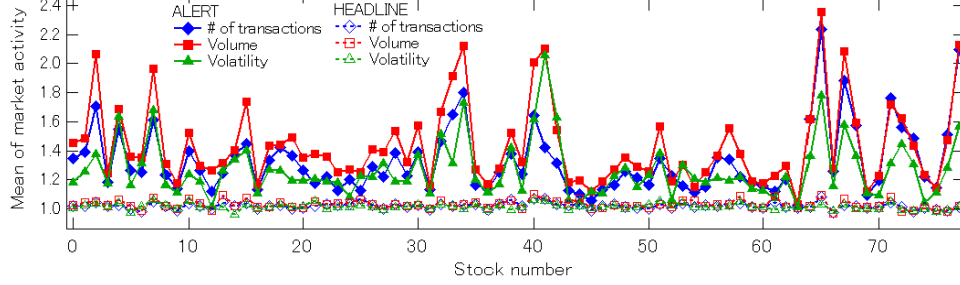 ALERT
# of transactions
Volume
Volatility
HEADLINE
# of transactions
Volume
Volatility
Mean of market activity
2.4
2.2
2.0
1.8
1.6
1.4
1.2
1.0
0 10 20 30 40 50 60 70
Stock number